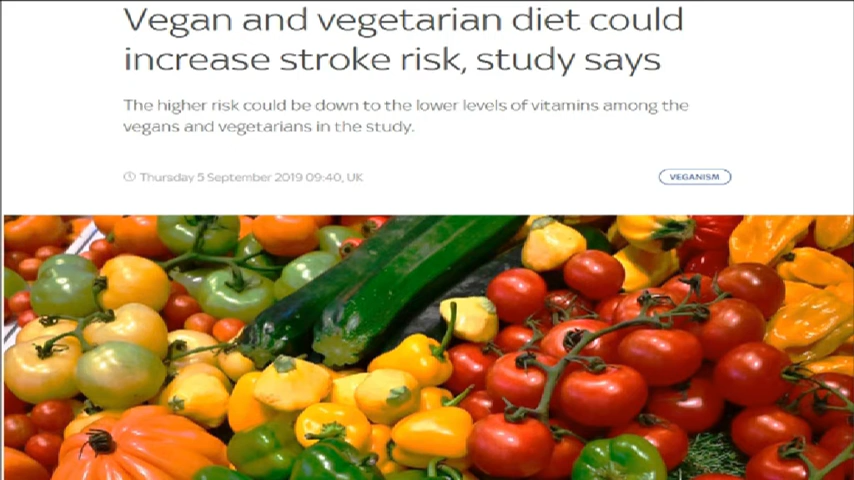 Vegan and vegetarian diet could
increase stroke risk, study says
The higher risk could be down to the lower levels of vitamins among the
vegans and vegetarians in the study.
Thursday 5 September 2019 09:40, UK
VEGANISM